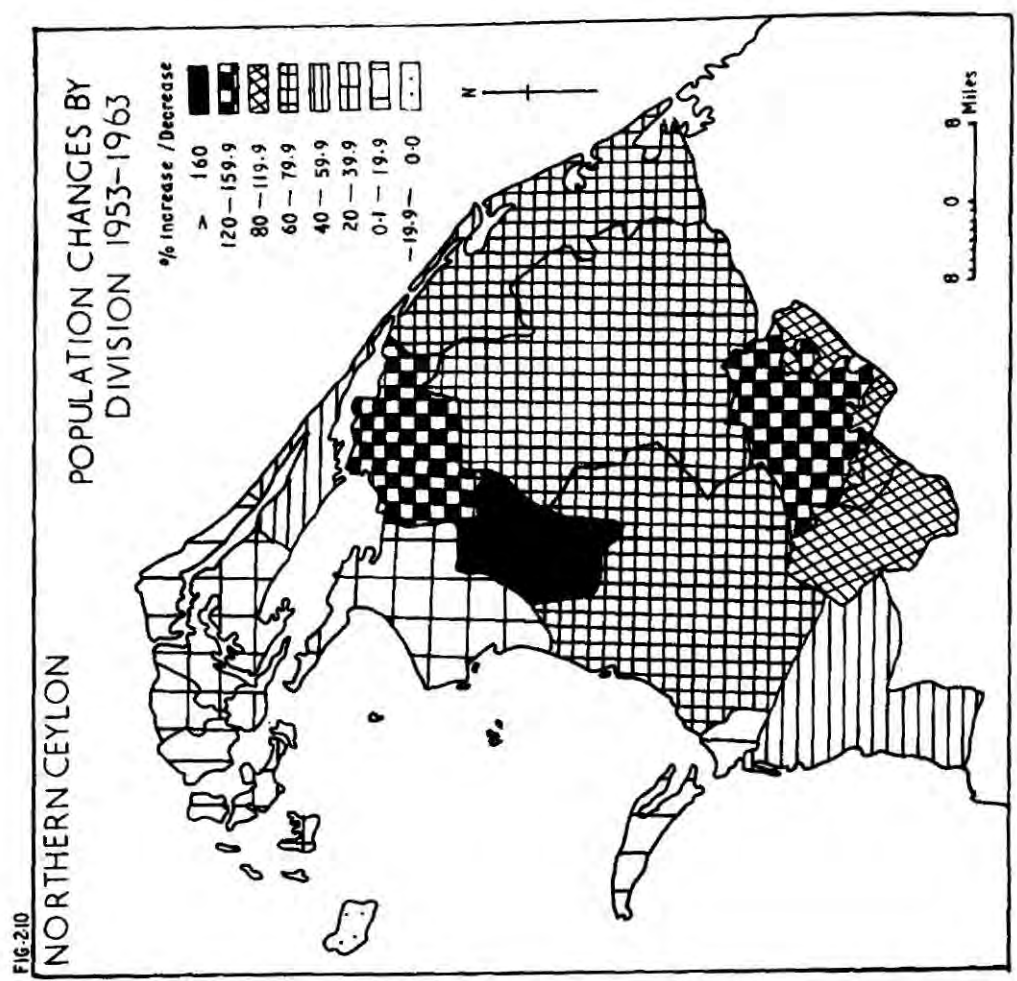 FIG·2·10
NORTHERN CEYLON
POPULATION CHANGES BY
DIVISION 1953–1963
% Increase / Decrease
> 160
120 – 159·9
80 – 119·9
60 – 79·9
40 – 59·9
20 – 39·9
0·1 – 19·9
–19·9 – 0·0
N
8 0 8
Miles